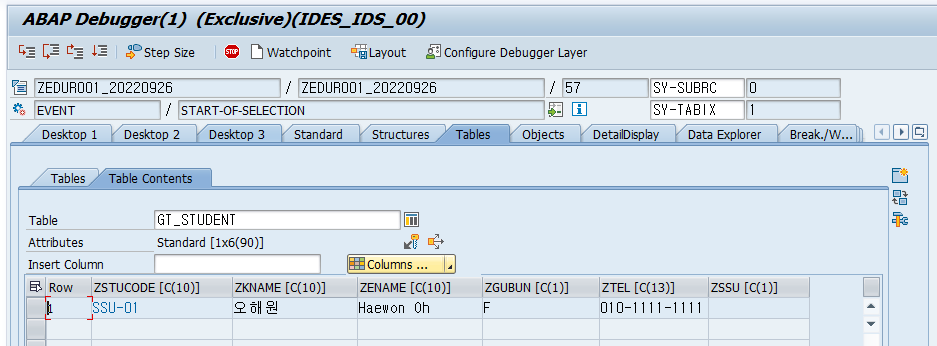 ABAP Debugger(1) (Exclusive)(IDES_IDS_00)
Step Size STOP Watchpoint Layout Configure Debugger Layer
ZEDUR001_20220926 / ZEDUR001_20220926 / 57 SY-SUBRC 0
EVENT / START-OF-SELECTION SY-TABIX 1
Desktop 1 Desktop 2 Desktop 3 Standard Structures Tables Objects DetailDisplay Data Explorer Break./W...
Tables Table Contents
Table GT_STUDENT
Attributes Standard [1x6(90)]
Insert Column Columns ...
Row ZSTUCODE [C(10)] ZKNAME [C(10)] ZENAME [C(10)] ZGUBUN [C(1)] ZTEL [C(13)] ZSSU [C(1)]
1 SSU-01 오해원 Haewon Oh F 010-1111-1111